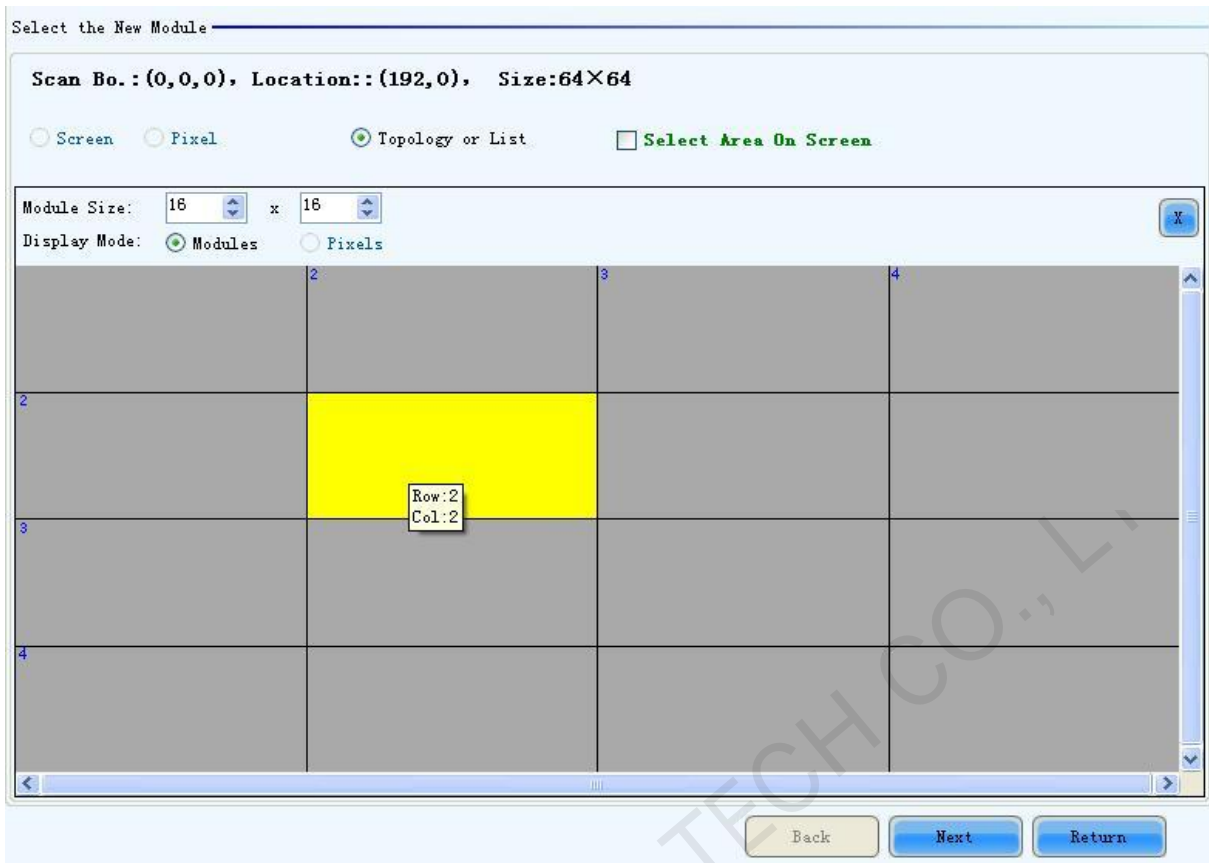 Select the New Module
Scan Bo.:(0,0,0), Location::(192,0), Size:64×64
Screen Pixel Topology or List Select Area On Screen
Module Size: 16 x 16
X
Display Mode: Modules Pixels
2 3 4
2
Row:2
Col:2
3
4
TECH CO.,
Back Next Return